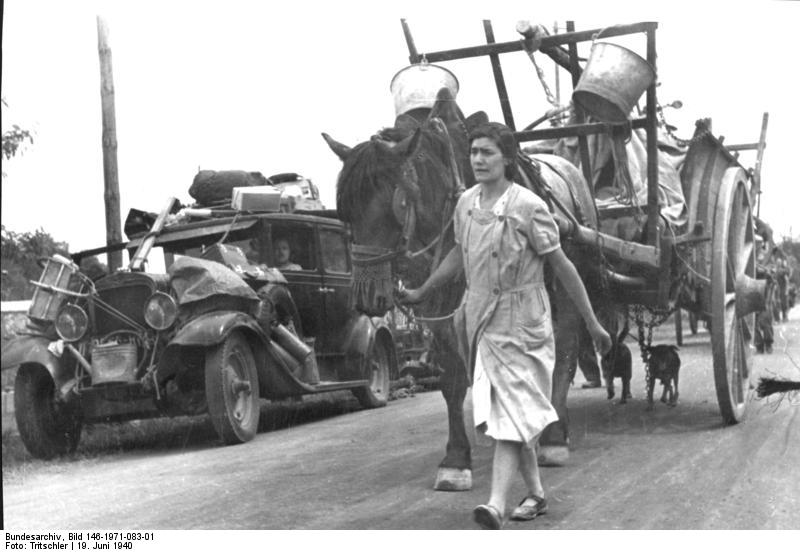 Bundesarchiv, Bild 146-1971-083-01
Foto: Tritschler | 19. Juni 1940